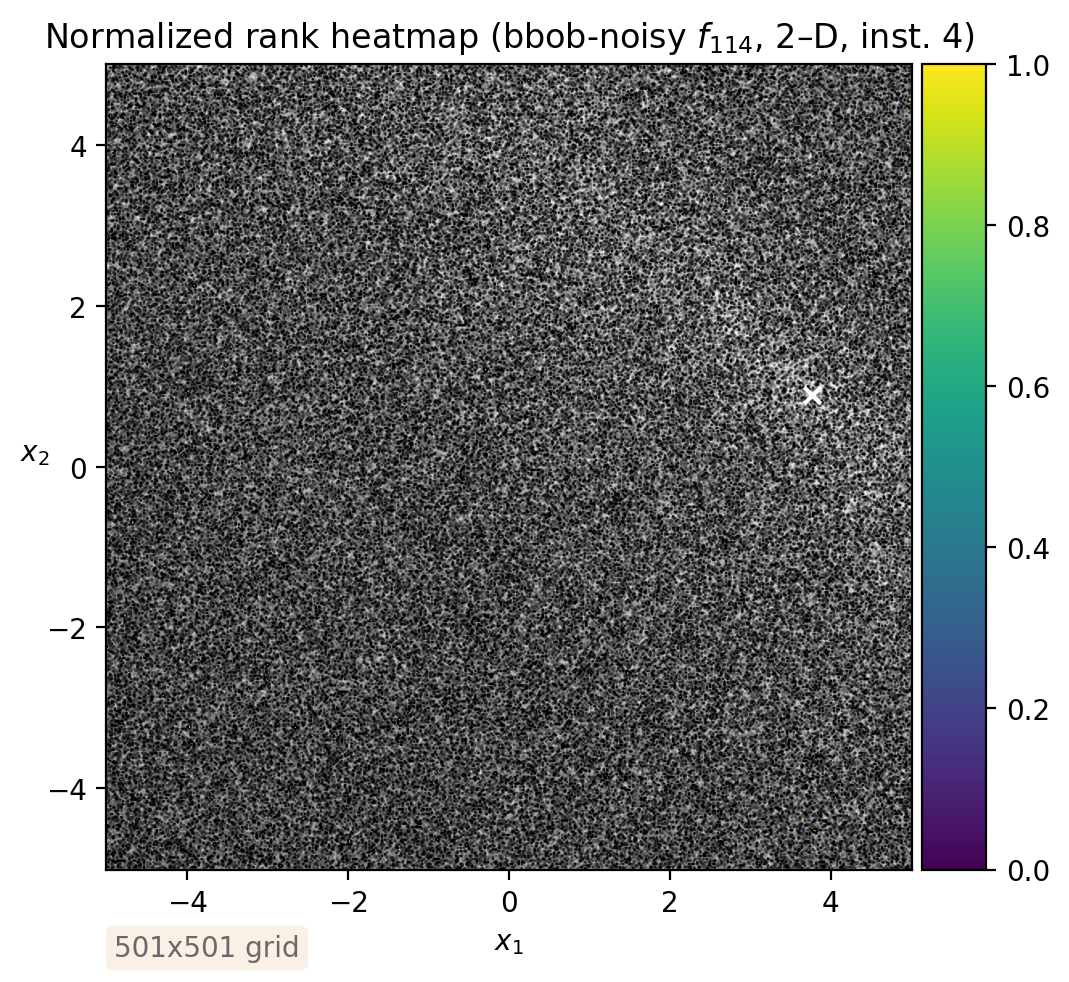 Normalized rank heatmap (bbob-noisy f₁₁₄, 2–D, inst. 4)
1.0
0.8
0.6
0.4
0.2
0.0
4
2
0
−2
−4
x₂
−4 −2 0 2 4
x₁
501x501 grid